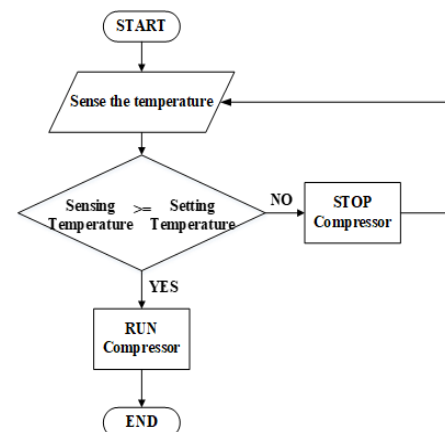 START
Sense the temperature
Sensing >= Setting
Temperature Temperature
NO
STOP
Compressor
YES
RUN
Compressor
END